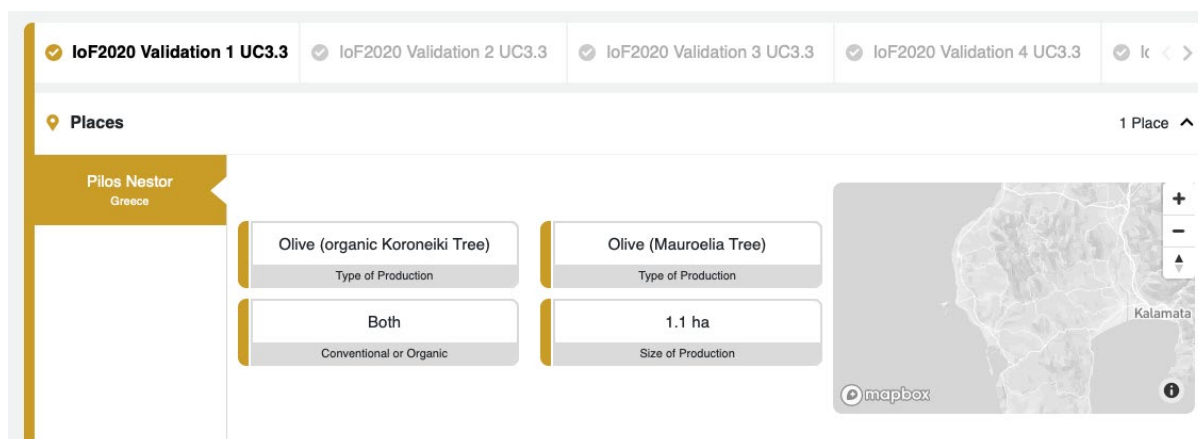 IoF2020 Validation 1 UC3.3
IoF2020 Validation 2 UC3.3
IoF2020 Validation 3 UC3.3
IoF2020 Validation 4 UC3.3
Places
1 Place
Pilos Nestor
Greece
Olive (organic Koroneiki Tree)
Type of Production
Olive (Mauroelia Tree)
Type of Production
Both
Conventional or Organic
1.1 ha
Size of Production
Kalamata
mapbox